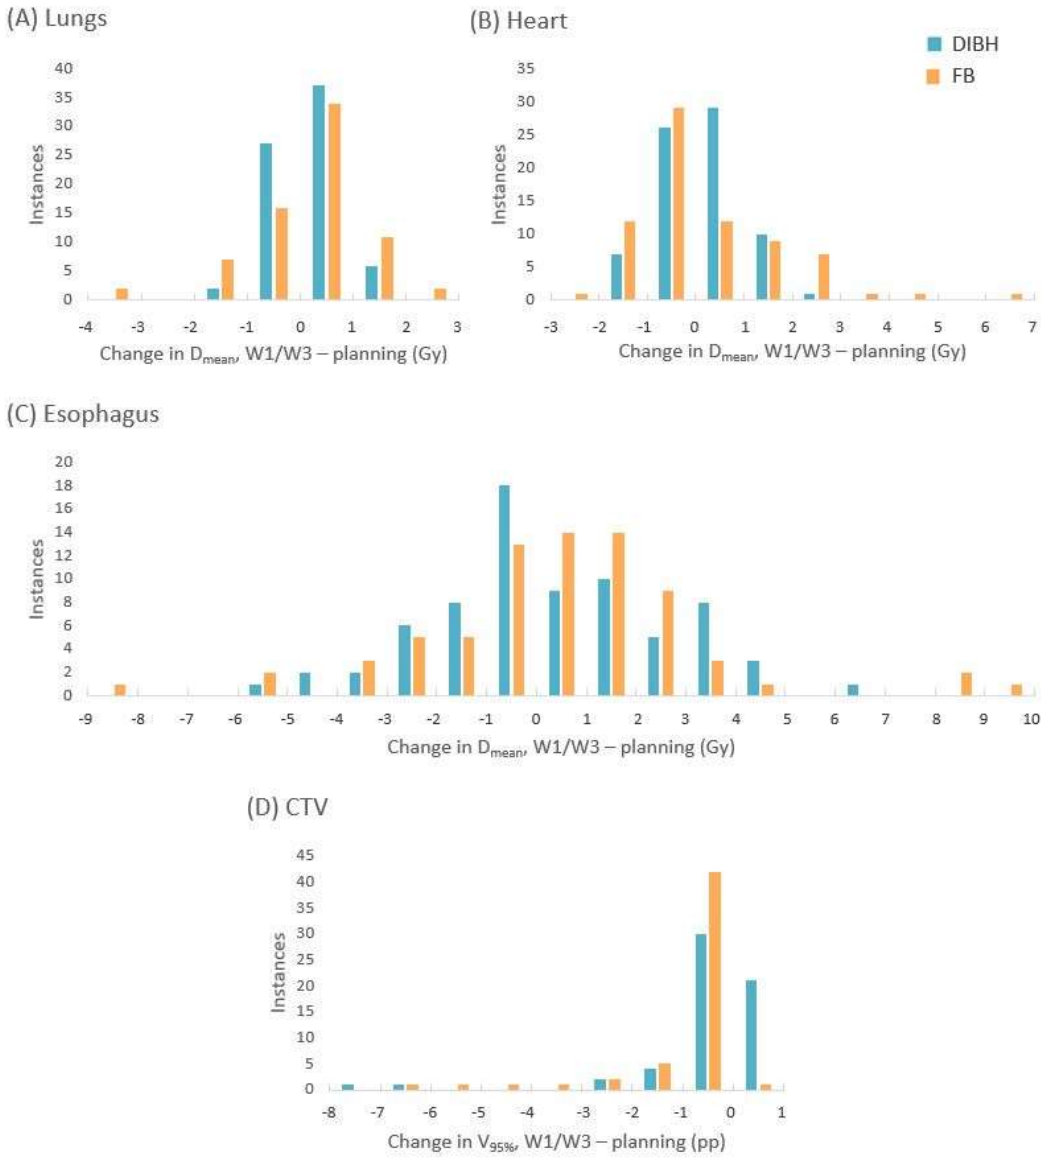 (A) Lungs
(B) Heart
DIBH
FB
40
35
30
25
20
15
10
5
0
Instances
-4 -3 -2 -1 0 1 2 3
Change in Dmean, W1/W3 – planning (Gy)
35
30
25
20
15
10
5
0
Instances
-3 -2 -1 0 1 2 3 4 5 6 7
Change in Dmean, W1/W3 – planning (Gy)
(C) Esophagus
20
18
16
14
12
10
8
6
4
2
0
Instances
-9 -8 -7 -6 -5 -4 -3 -2 -1 0 1 2 3 4 5 6 7 8 9 10
Change in Dmean, W1/W3 – planning (Gy)
(D) CTV
45
40
35
30
25
20
15
10
5
0
Instances
-8 -7 -6 -5 -4 -3 -2 -1 0 1
Change in V95%, W1/W3 – planning (pp)